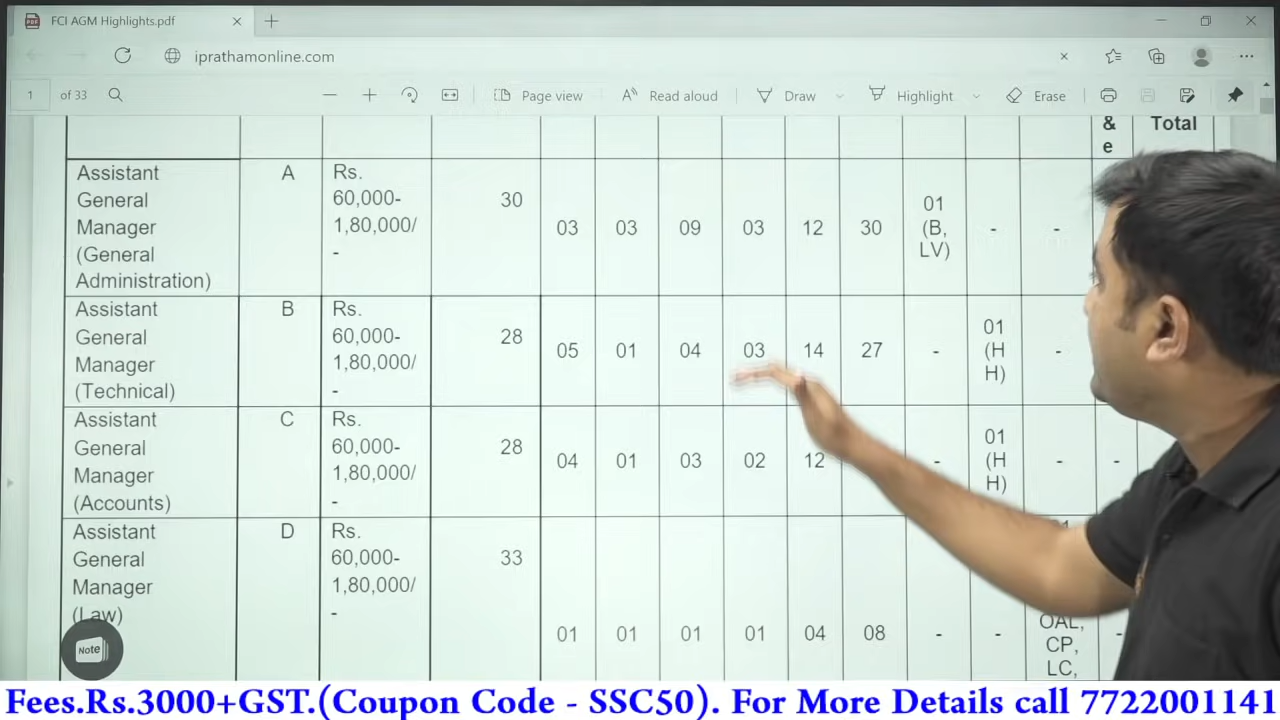 FCI AGM Highlights.pdf
iprathamonline.com
1 of 33 Page view Read aloud Draw Highlight Erase
& e Total
Assistant General Manager (General Administration) A Rs. 60,000- 1,80,000/ - 30 03 03 09 03 12 30 01 (B, LV) - -
Assistant General Manager (Technical) B Rs. 60,000- 1,80,000/ - 28 05 01 04 03 14 27 - 01 (H H) -
Assistant General Manager (Accounts) C Rs. 60,000- 1,80,000/ - 28 04 01 03 02 12 - 01 (H H) - -
Assistant General Manager (Law) D Rs. 60,000- 1,80,000/ - 33 01 01 01 01 04 08 - - OAL, CP, LC, -
Note
Fees.Rs.3000+GST.(Coupon Code - SSC50). For More Details call 7722001141